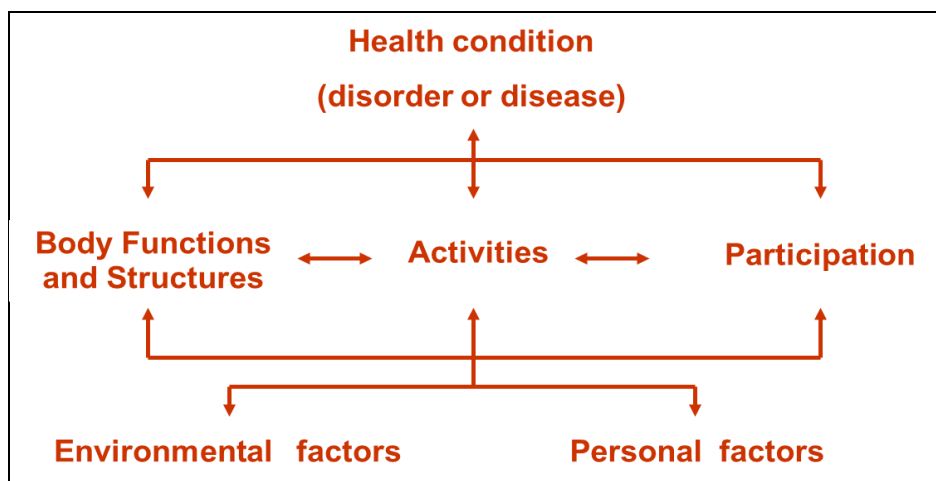 Health condition
(disorder or disease)
Body Functions
and Structures
Activities
Participation
Environmental factors
Personal factors